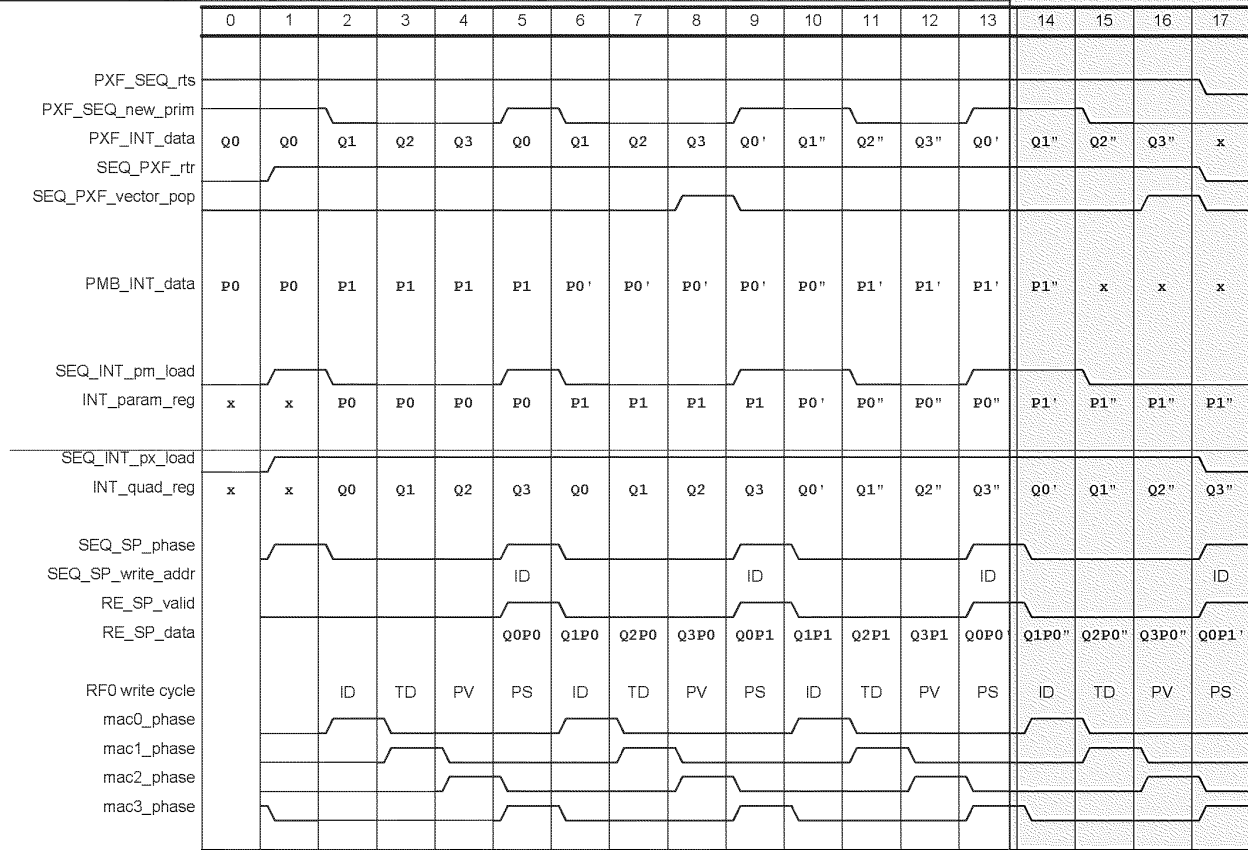 0 1 2 3 4 5 6 7 8 9 10 11 12 13 14 15 16 17
PXF_SEQ_rts
PXF_SEQ_new_prim
PXF_INT_data Q0 Q0 Q1 Q2 Q3 Q0 Q1 Q2 Q3 Q0' Q1" Q2" Q3" Q0' Q1" Q2" Q3" x
SEQ_PXF_rtr
SEQ_PXF_vector_pop
PMB_INT_data P0 P0 P1 P1 P1 P1 P0' P0' P0' P0' P0" P1' P1' P1' P1" x x x
SEQ_INT_pm_load
INT_param_reg x x P0 P0 P0 P0 P1 P1 P1 P1 P0' P0" P0" P0" P1' P1" P1" P1"
SEQ_INT_px_load
INT_quad_reg x x Q0 Q1 Q2 Q3 Q0 Q1 Q2 Q3 Q0' Q1" Q2" Q3" Q0' Q1" Q2" Q3"
SEQ_SP_phase
SEQ_SP_write_addr ID ID ID ID
RE_SP_valid
RE_SP_data Q0P0 Q1P0 Q2P0 Q3P0 Q0P1 Q1P1 Q2P1 Q3P1 Q0P0' Q1P0" Q2P0" Q3P0" Q0P1'
RF0 write cycle ID TD PV PS ID TD PV PS ID TD PV PS ID TD PV PS
mac0_phase
mac1_phase
mac2_phase
mac3_phase